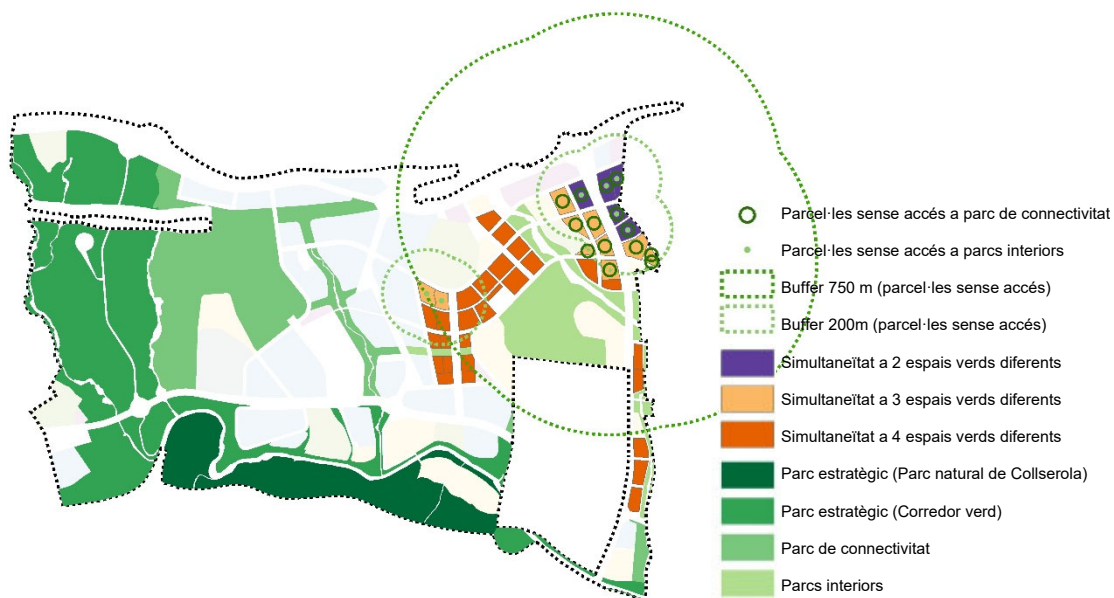 Parcel·les sense accés a parc de connectivitat
Parcel·les sense accés a parcs interiors
Buffer 750 m (parcel·les sense accés)
Buffer 200m (parcel·les sense accés)
Simultaneïtat a 2 espais verds diferents
Simultaneïtat a 3 espais verds diferents
Simultaneïtat a 4 espais verds diferents
Parc estratègic (Parc natural de Collserola)
Parc estratègic (Corredor verd)
Parc de connectivitat
Parcs interiors